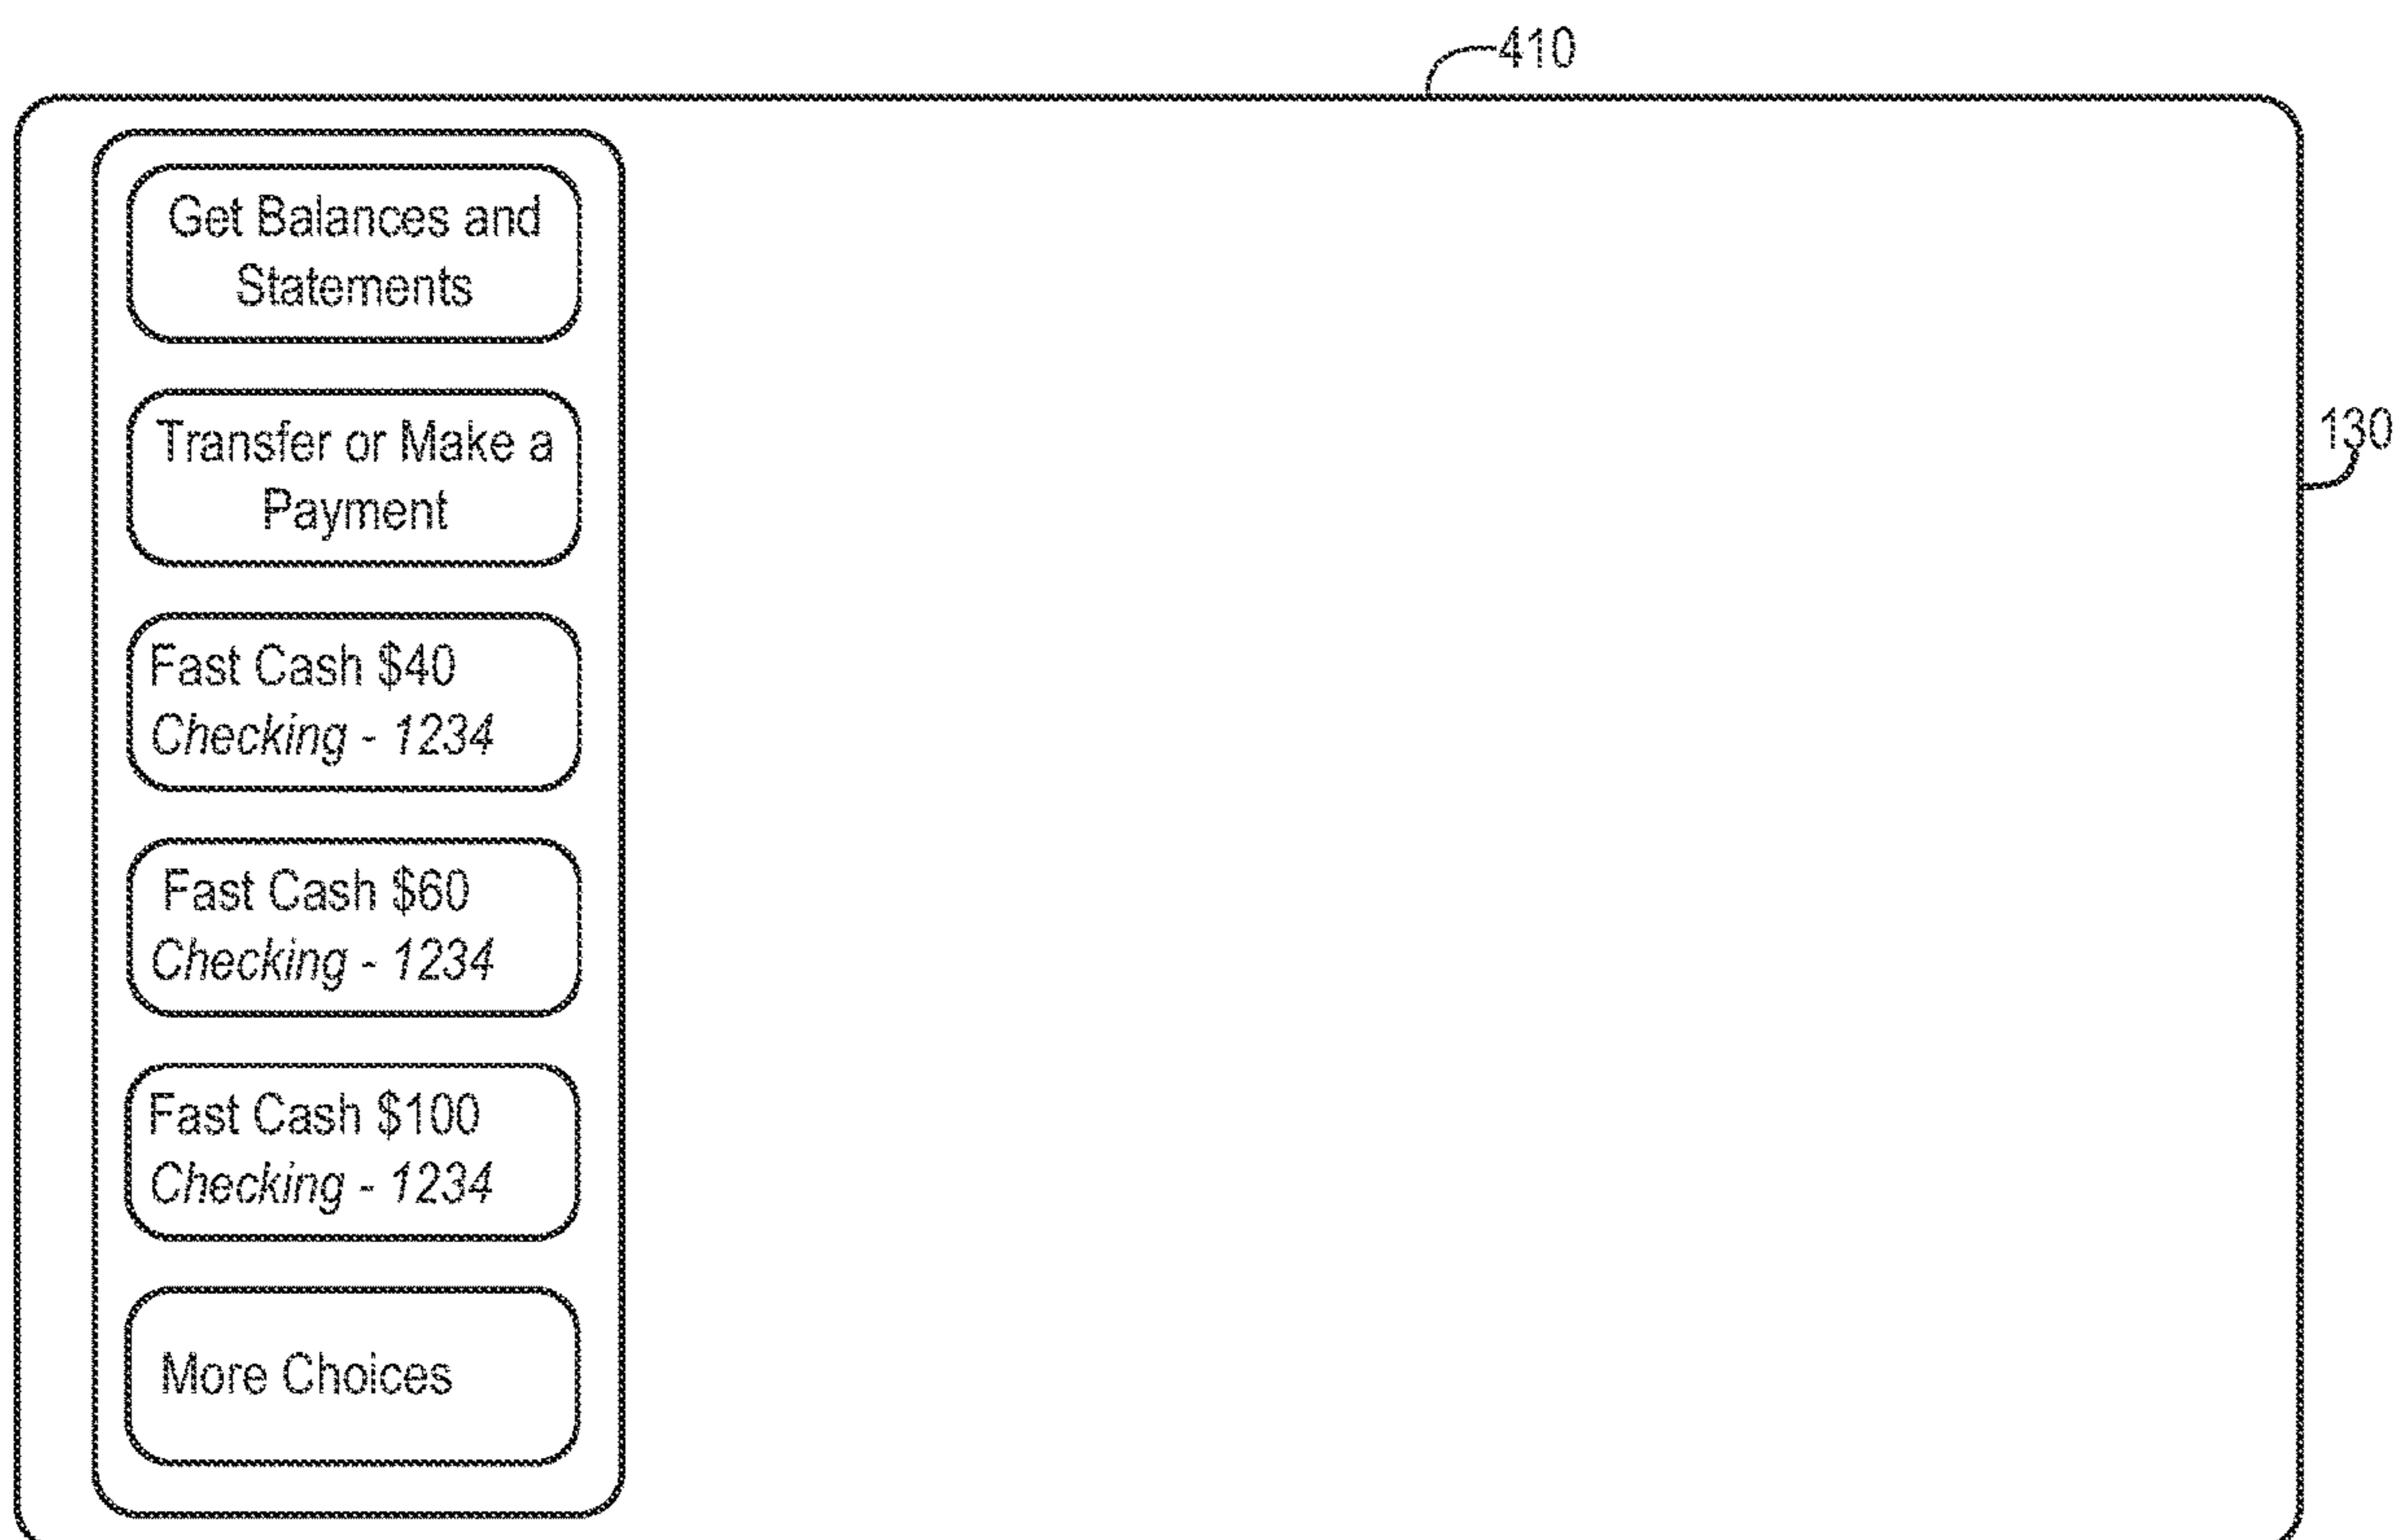 410
Get Balances and
Statements
130
Transfer or Make a
Payment
Fast Cash $40
Checking - 1234
Fast Cash $60
Checking - 1234
Fast Cash $100
Checking - 1234
More Choices